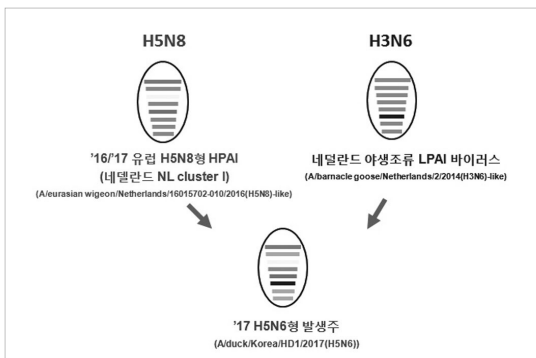 H5N8
H3N6
'16/'17 유럽 H5N8형 HPAI
(네델란드 NL cluster I)
(A/eurasian wigeon/Netherlands/16015702-010/2016(H5N8)-like)
네덜란드 야생조류 LPAI 바이러스
(A/barnacle goose/Netherlands/2/2014(H3N6)-like)
'17 H5N6형 발생주
(A/duck/Korea/HD1/2017(H5N6))